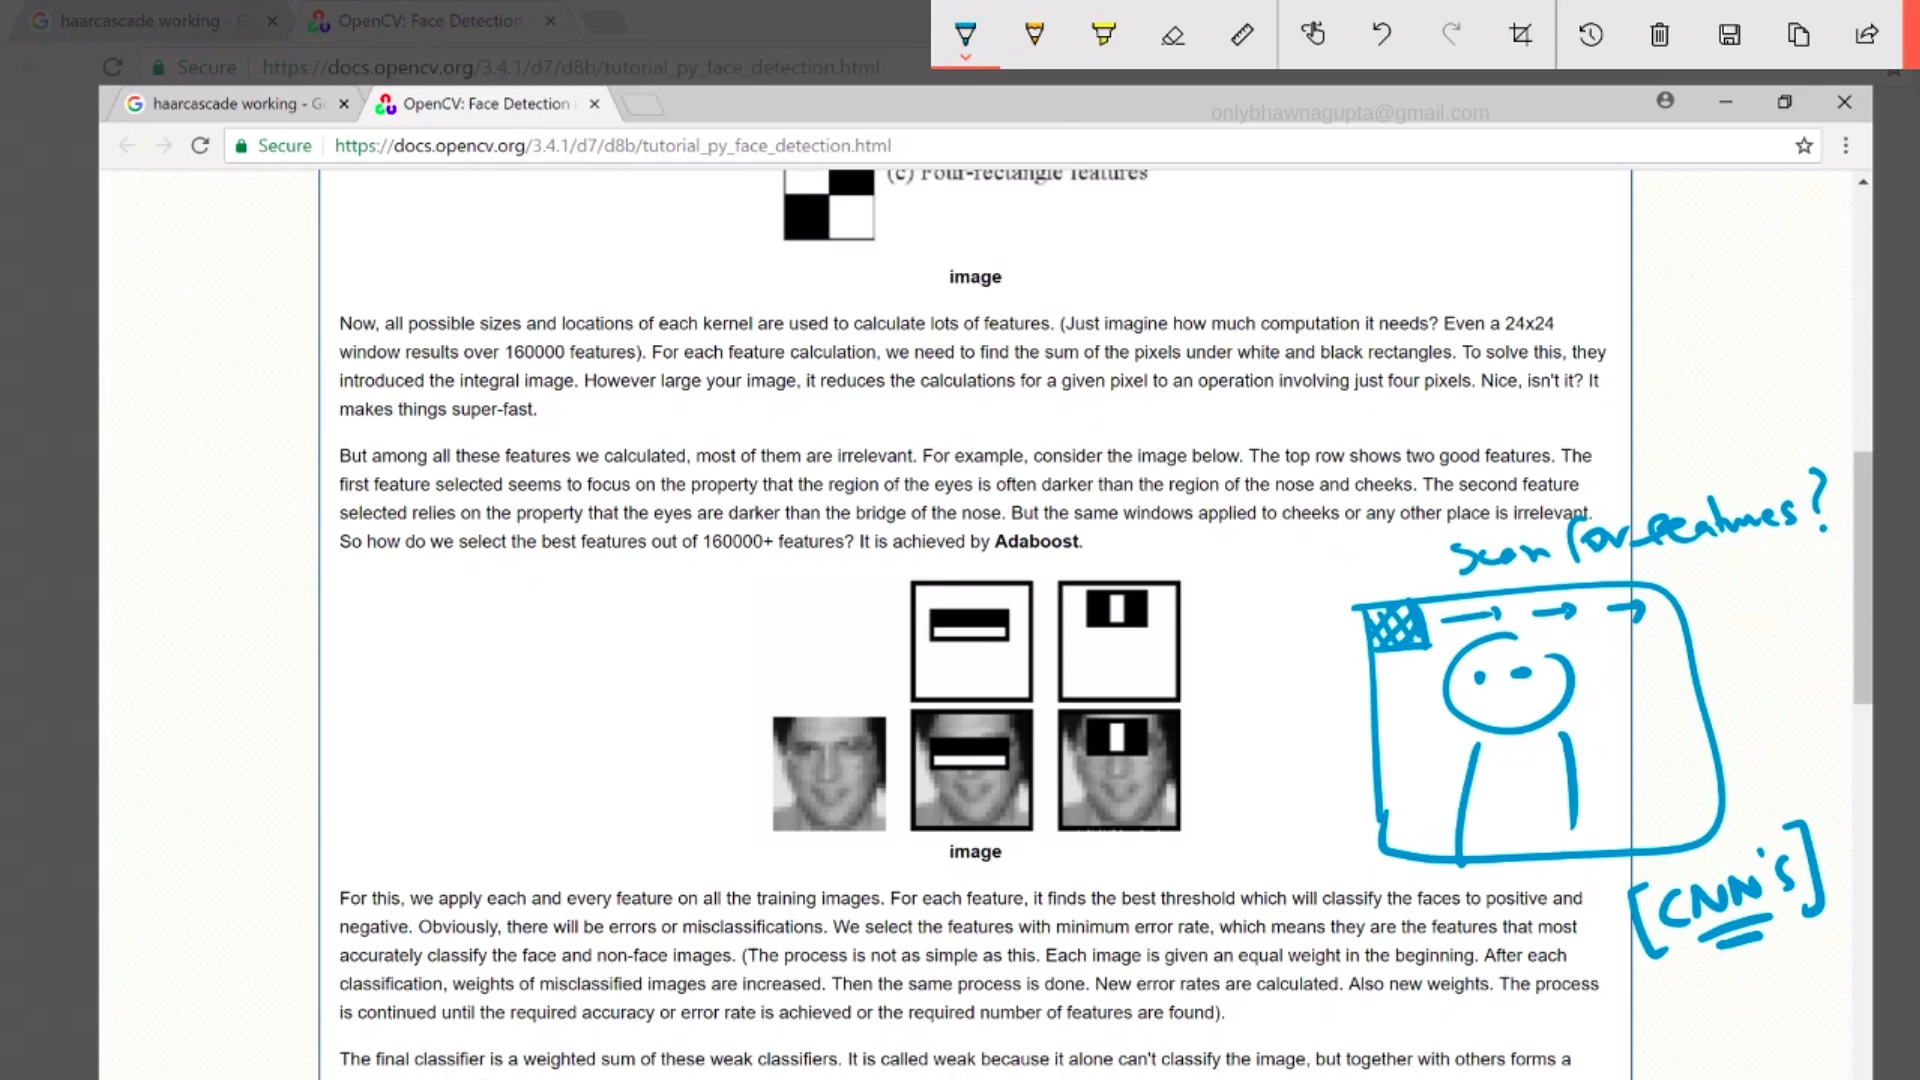 haarcascade working - G
OpenCV: Face Detection
Secure https://docs.opencv.org/3.4.1/d7/d8b/tutorial_py_face_detection.html
haarcascade working - G
OpenCV: Face Detection
onlybhawnagupta@gmail.com
Secure https://docs.opencv.org/3.4.1/d7/d8b/tutorial_py_face_detection.html
(c) Four-rectangle features
image
Now, all possible sizes and locations of each kernel are used to calculate lots of features. (Just imagine how much computation it needs? Even a 24x24
window results over 160000 features). For each feature calculation, we need to find the sum of the pixels under white and black rectangles. To solve this, they
introduced the integral image. However large your image, it reduces the calculations for a given pixel to an operation involving just four pixels. Nice, isn't it? It
makes things super-fast.
But among all these features we calculated, most of them are irrelevant. For example, consider the image below. The top row shows two good features. The
first feature selected seems to focus on the property that the region of the eyes is often darker than the region of the nose and cheeks. The second feature
selected relies on the property that the eyes are darker than the bridge of the nose. But the same windows applied to cheeks or any other place is irrelevant.
So how do we select the best features out of 160000+ features? It is achieved by Adaboost.
scan for features?
image
[CNN's]
For this, we apply each and every feature on all the training images. For each feature, it finds the best threshold which will classify the faces to positive and
negative. Obviously, there will be errors or misclassifications. We select the features with minimum error rate, which means they are the features that most
accurately classify the face and non-face images. (The process is not as simple as this. Each image is given an equal weight in the beginning. After each
classification, weights of misclassified images are increased. Then the same process is done. New error rates are calculated. Also new weights. The process
is continued until the required accuracy or error rate is achieved or the required number of features are found).
The final classifier is a weighted sum of these weak classifiers. It is called weak because it alone can't classify the image, but together with others forms a